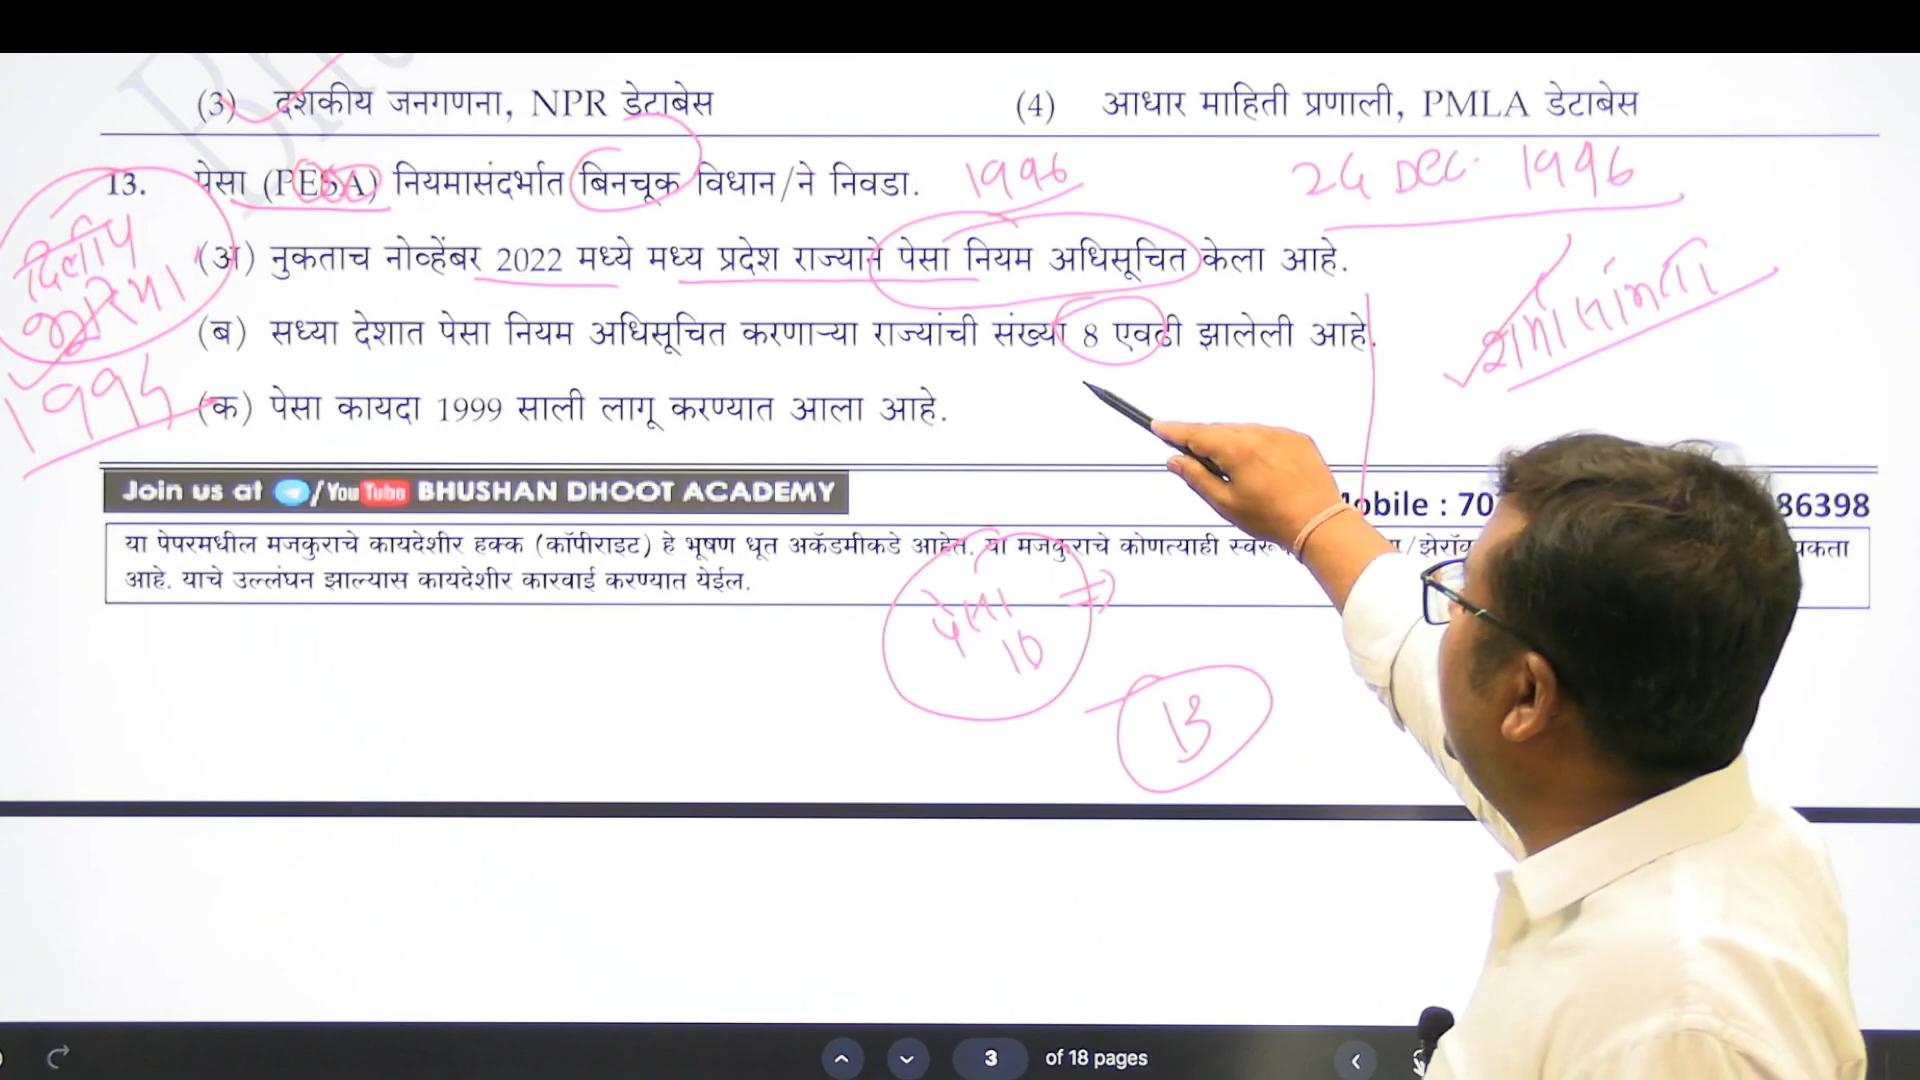 (3) दशकीय जनगणना, NPR डेटाबेस (4) आधार माहिती प्रणाली, PMLA डेटाबेस
13. पेसा (PESA) नियमासंदर्भात बिनचूक विधान/ने निवडा. 1996 24 DEC. 1996
(अ) नुकताच नोव्हेंबर 2022 मध्ये मध्य प्रदेश राज्याने पेसा नियम अधिसूचित केला आहे.
दिलीप
(ब) सध्या देशात पेसा नियम अधिसूचित करणाऱ्या राज्यांची संख्या 8 एवढी झालेली आहे.
(क) पेसा कायदा 1999 साली लागू करण्यात आला आहे.
Join us at /YouTube BHUSHAN DHOOT ACADEMY
Mobile : 70 86398
या पेपरमधील मजकुराचे कायदेशीर हक्क (कॉपीराइट) हे भूषण धूत अकॅडमीकडे आहेत. या मजकुराचे कोणत्याही
आहे. याचे उल्लंघन झाल्यास कायदेशीर कारवाई करण्यात येईल.
पेसा
10
13
3 of 18 pages